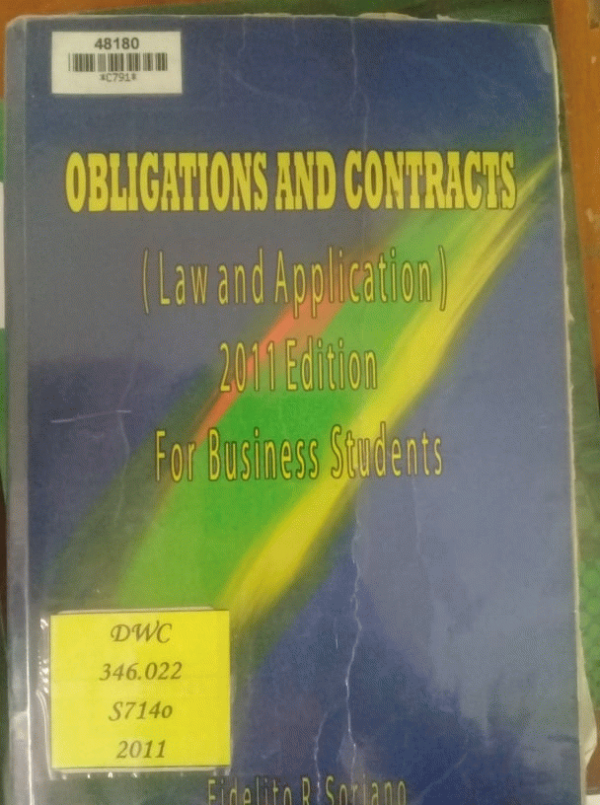 48180
*C791*
OBLIGATIONS AND CONTRACTS
(Law and Application)
2011 Edition
For Business Students
DWC
346.022
S714o
2011
Fidelito R. Soriano